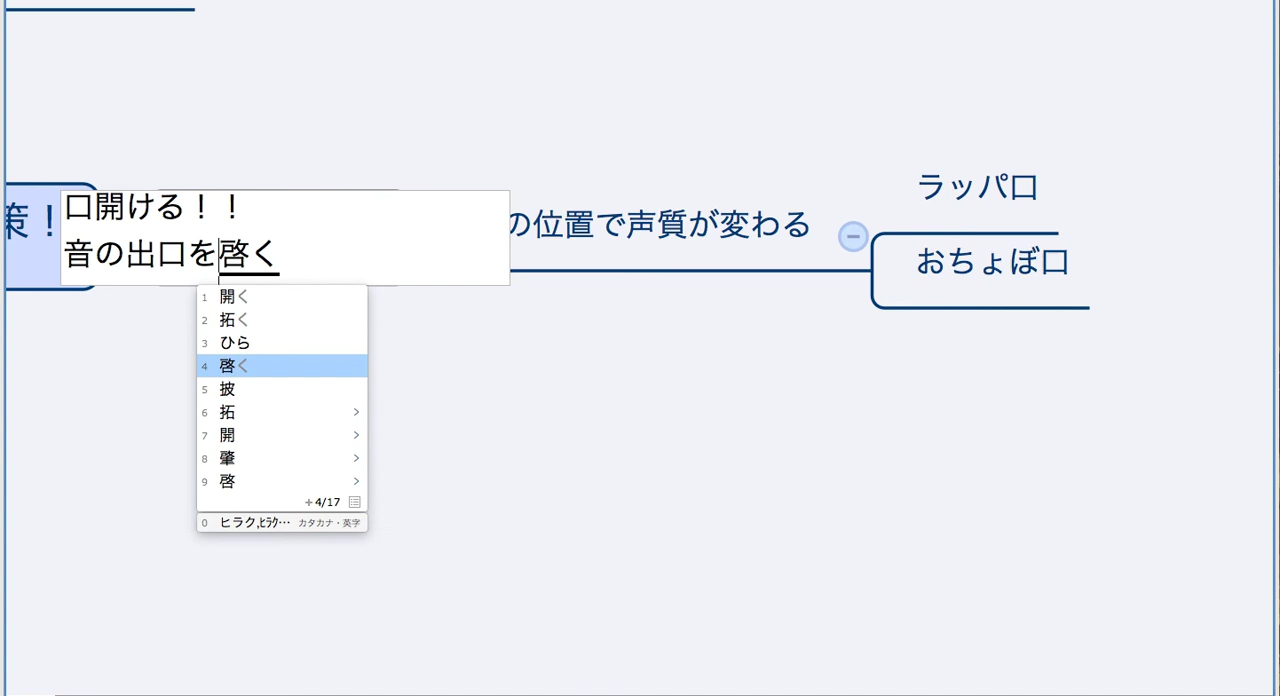 策！
口開ける！！
音の出口を啓く
の位置で声質が変わる
ラッパ口
おちょぼ口
1 開く
2 拓く
3 ひら
4 啓く
5 披
6 拓
7 開
8 肇
9 啓
+4/17
0 ヒラク,ﾋﾗｸ… カタカナ・英字